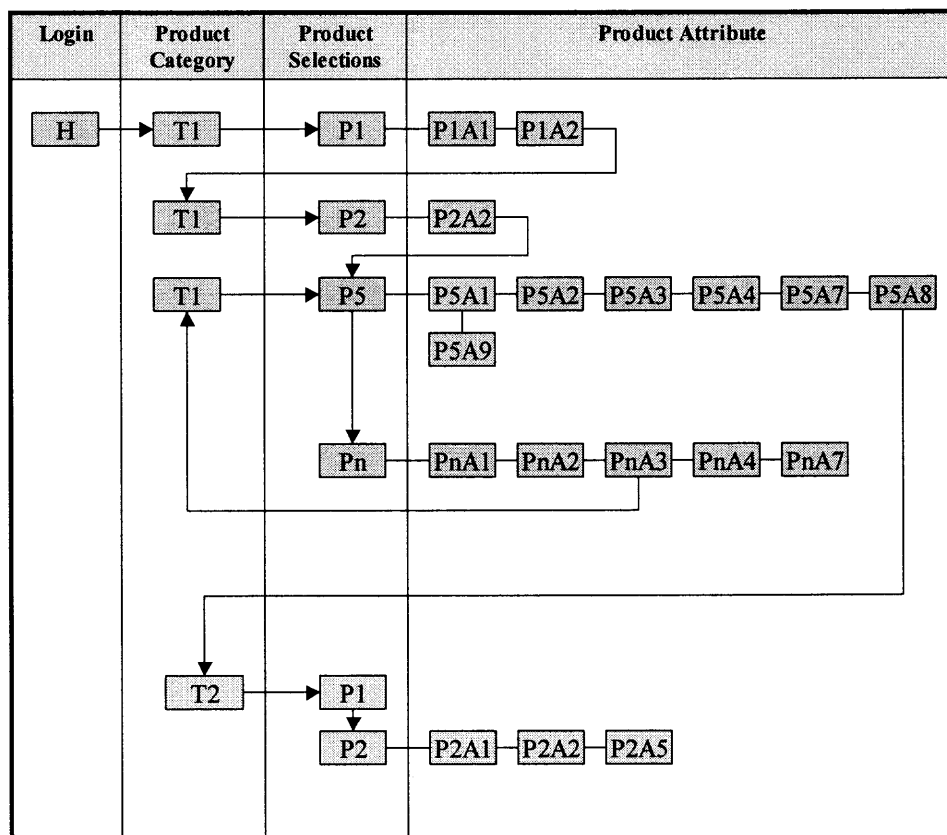 Login
Product
Category
Product
Selections
Product Attribute
H
T1
P1
P1A1
P1A2
T1
P2
P2A2
T1
P5
P5A1
P5A2
P5A3
P5A4
P5A7
P5A8
P5A9
Pn
PnA1
PnA2
PnA3
PnA4
PnA7
T2
P1
P2
P2A1
P2A2
P2A5